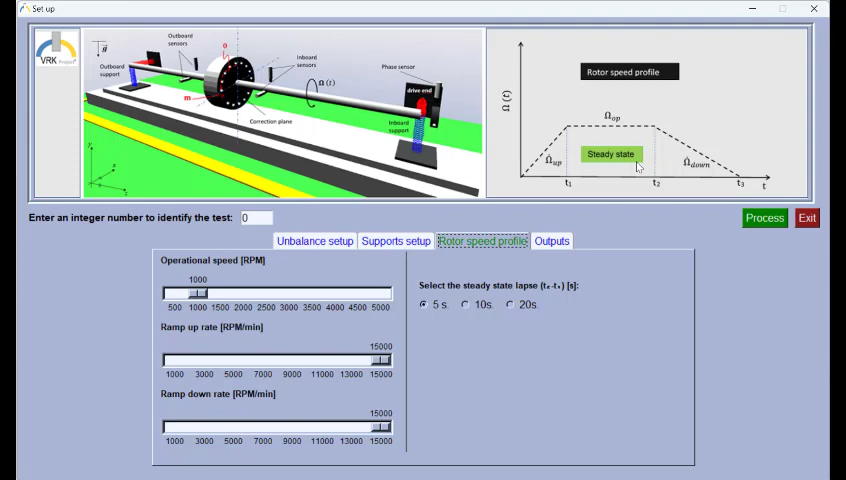 Set up
VRK Project
g
Outboard
sensors
o
Inboard
sensors
Phase sensor
Outboard
support
Ω (t)
drive end
m
Inboard
support
Correction plane
y
x
z
Rotor speed profile
Ω (t)
Ω_op
Steady state
Ω̇_up
Ω̇_down
t₁
t₂
t₃
t
Enter an integer number to identify the test: 0
Process
Exit
Unbalance setup
Supports setup
Rotor speed profile
Outputs
Operational speed [RPM]
1000
500 1000 1500 2000 2500 3000 3500 4000 4500 5000
Ramp up rate [RPM/min]
15000
1000 3000 5000 7000 9000 11000 13000 15000
Ramp down rate [RPM/min]
15000
1000 3000 5000 7000 9000 11000 13000 15000
Select the steady state lapse (t₂-t₁) [s]:
5 s. 10s. 20s.